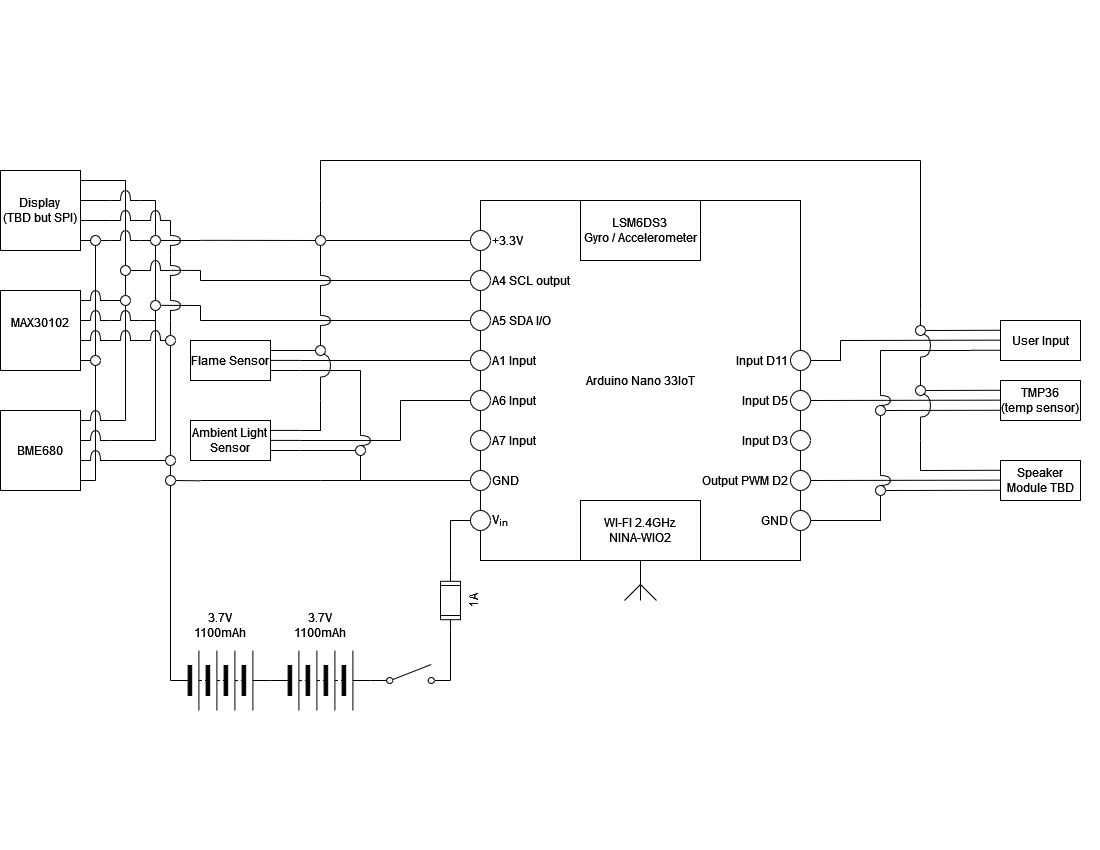 LSM6DS3
Gyro / Accelerometer
Display
(TBD but SPI)
+3.3V
A4 SCL output
MAX30102
A5 SDA I/O
Flame Sensor
A1 Input
Arduino Nano 33IoT
Input D11
User Input
A6 Input
Input D5
TMP36
(temp sensor)
Ambient Light
Sensor
A7 Input
Input D3
BME680
GND
Output PWM D2
Speaker
Module TBD
Vin
WI-FI 2.4GHz
NINA-WIO2
GND
1A
3.7V
1100mAh
3.7V
1100mAh